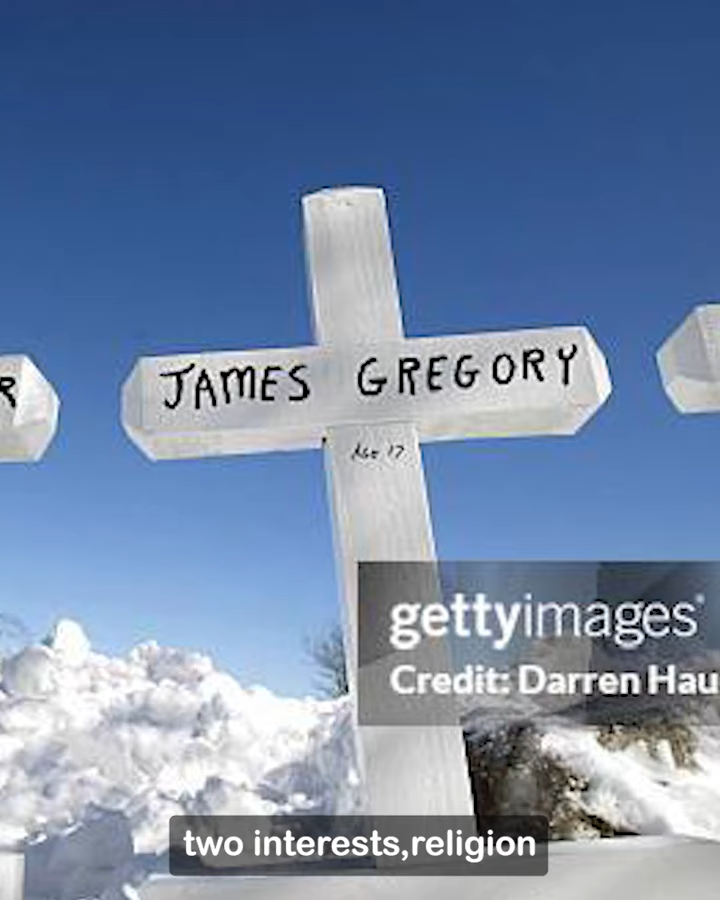 R
JAMES GREGORY
Age 17
gettyimages®
Credit: Darren Hau
two interests,religion